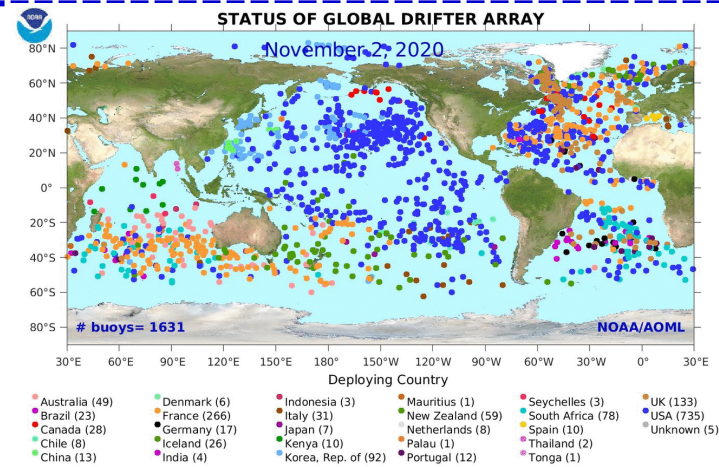 NOAA
STATUS OF GLOBAL DRIFTER ARRAY
November 2, 2020
80°N
60°N
40°N
20°N
0°
20°S
40°S
60°S
80°S
# buoys= 1631
NOAA/AOML
30°E 60°E 90°E 120°E 150°E 180°E 150°W 120°W 90°W 60°W 30°W 0° 30°E
Deploying Country
Australia (49) Denmark (6) Indonesia (3) Mauritius (1) Seychelles (3) UK (133)
Brazil (23) France (266) Italy (31) New Zealand (59) South Africa (78) USA (735)
Canada (28) Germany (17) Japan (7) Netherlands (8) Spain (10) Unknown (5)
Chile (8) Iceland (26) Kenya (10) Palau (1) Thailand (2)
China (13) India (4) Korea, Rep. of (92) Portugal (12) Tonga (1)